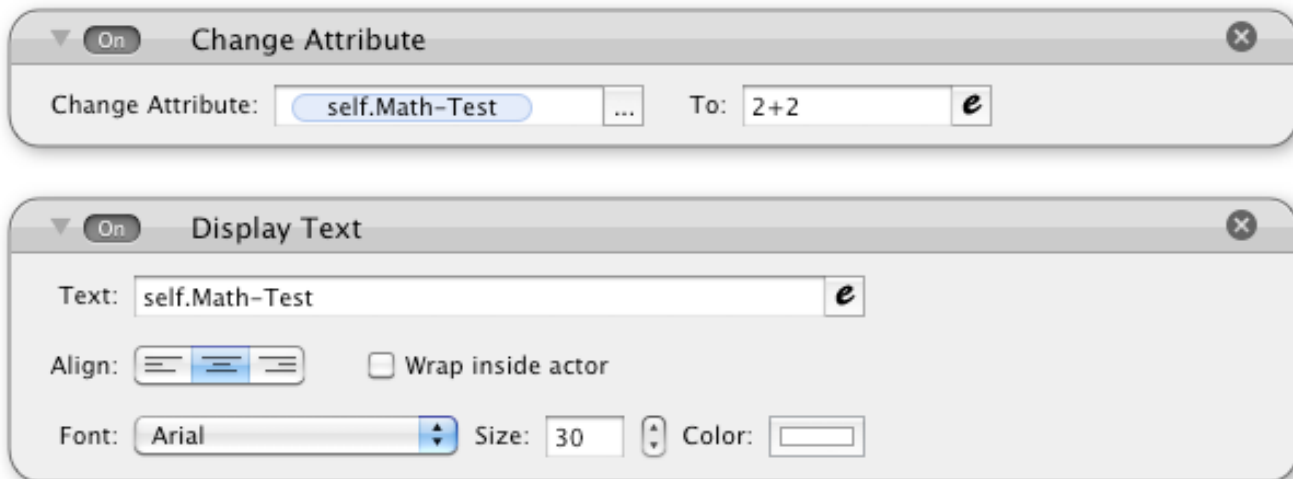 On Change Attribute
Change Attribute: self.Math-Test ... To: 2+2 e
On Display Text
Text: self.Math-Test e
Align: Wrap inside actor
Font: Arial Size: 30 Color: